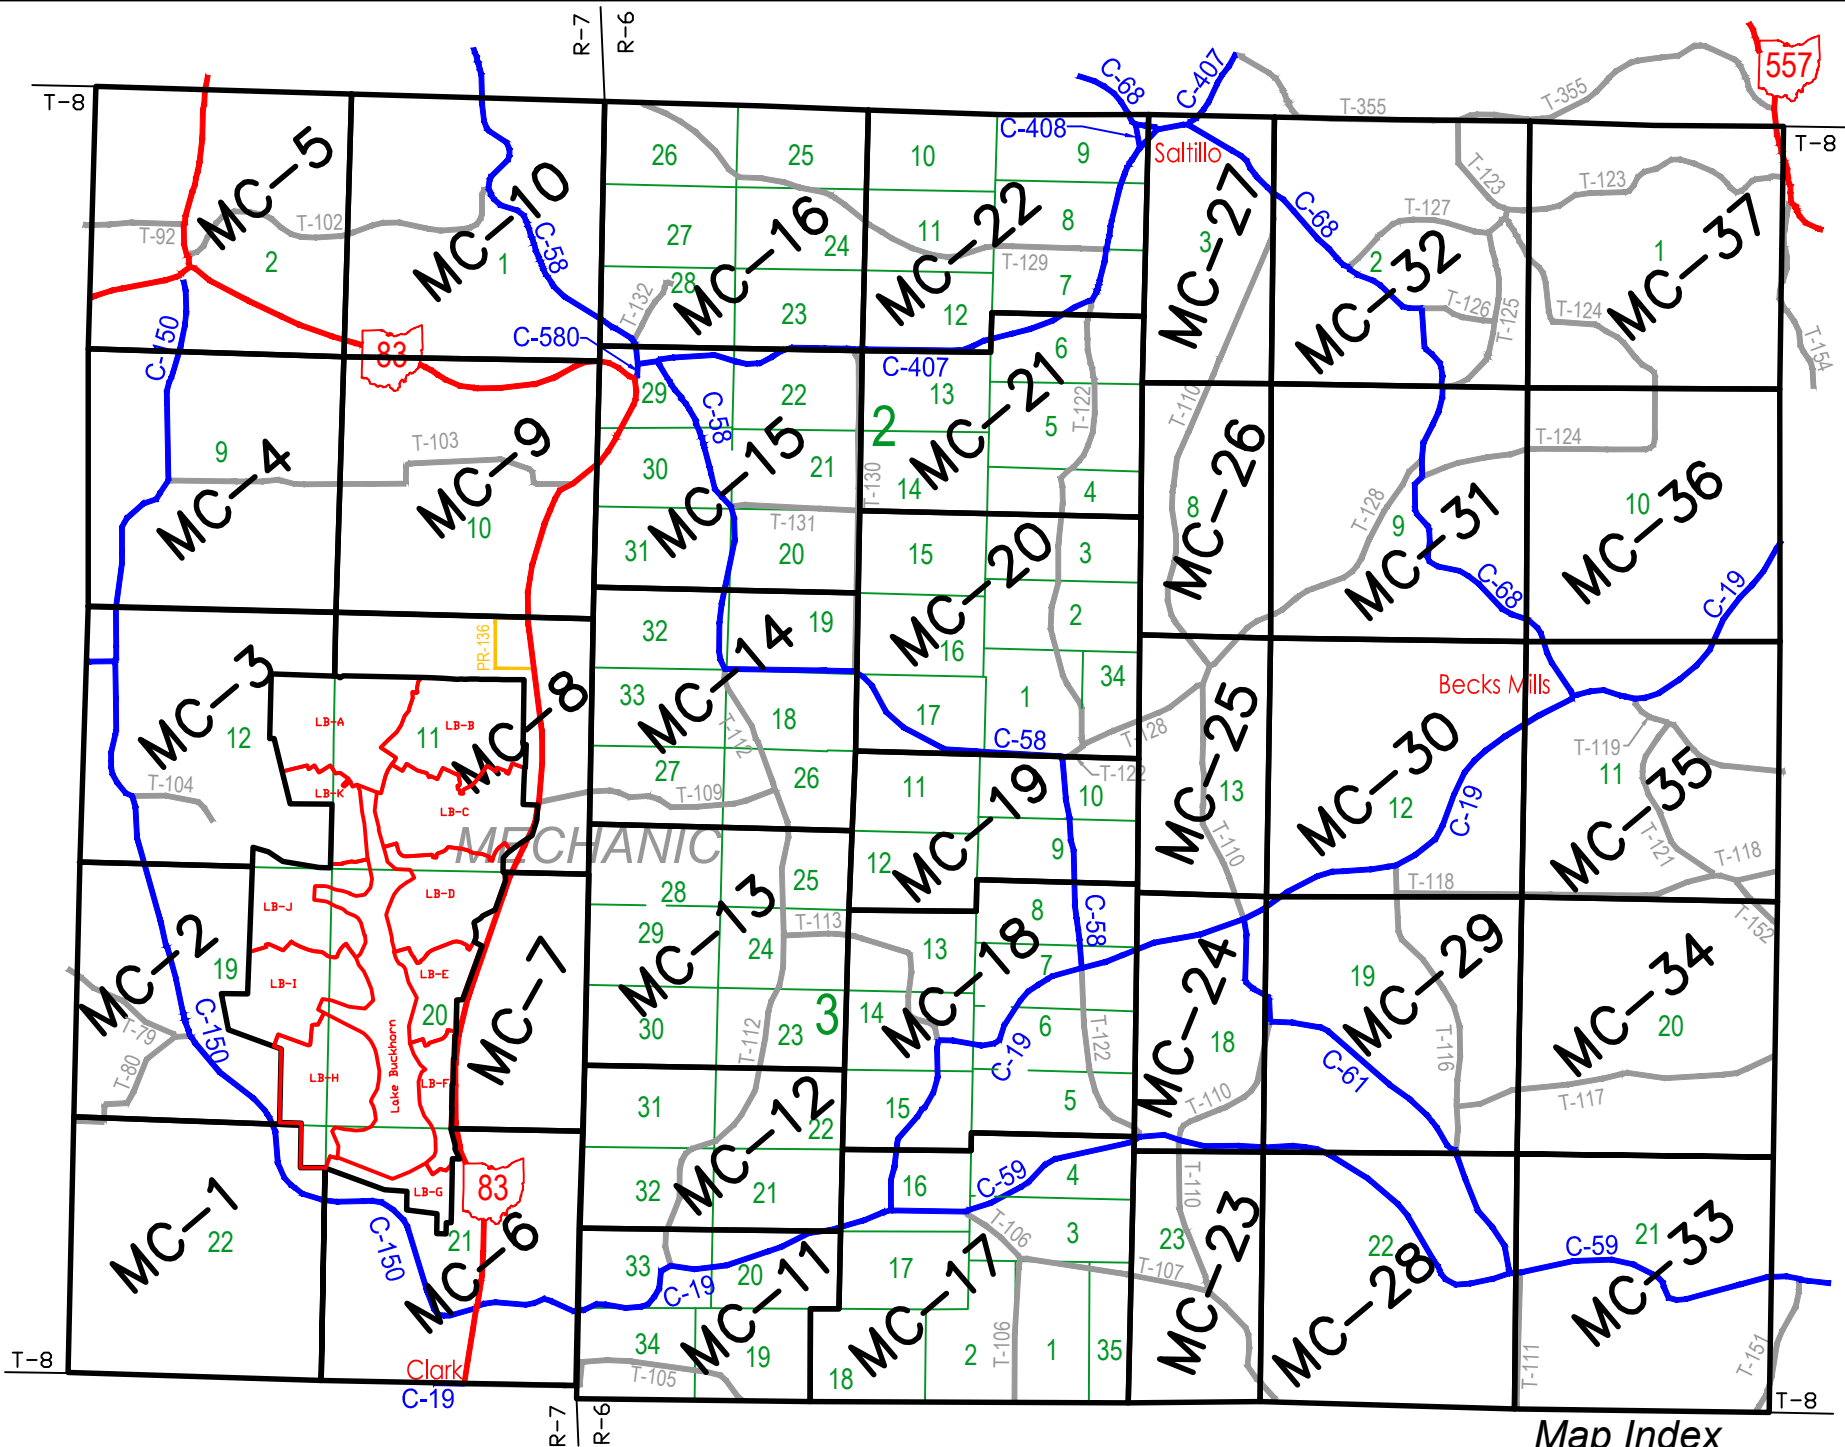 R-7
R-6
T-8
T-8
557
C-68
C-407
T-355
T-355
C-408
Saltillo
MC-5
MC-10
MC-16
MC-22
MC-27
MC-32
MC-37
26
25
10
9
T-123
T-123
T-92
T-102
2
1
C-58
27
24
11
8
3
C-68
T-127
2
1
T-129
T-132
28
7
23
12
T-126
T-125
T-124
T-154
C-150
83
C-580
C-407
6
29
22
13
T-122
T-110
MC-4
MC-9
MC-15
MC-21
MC-26
MC-31
MC-36
9
T-103
10
C-58
2
5
T-124
30
21
T-130
14
4
8
T-128
9
10
T-131
31
20
15
3
C-68
C-19
MC-3
MC-8
MC-14
MC-20
MC-25
MC-30
MC-35
PR-136
32
19
16
2
33
18
17
1
34
Becks Mills
12
LB-A
11
LB-B
T-112
C-58
T-128
T-122
T-119
11
T-104
LB-K
LB-C
27
T-109
26
11
10
13
12
C-19
MECHANIC
MC-19
12
9
T-110
T-121
T-118
T-118
MC-2
MC-7
MC-13
MC-18
MC-24
MC-29
MC-34
LB-J
LB-D
28
25
8
C-58
T-152
19
LB-I
LB-E
29
24
T-113
13
7
19
T-79
T-80
C-150
20
30
23
3
14
6
C-19
T-122
18
C-61
T-116
20
LB-H
Lake Buckhorn
LB-F
T-112
31
22
MC-12
15
5
T-110
T-117
MC-1
22
LB-G
83
32
21
16
C-59
4
T-110
C-150
21
MC-6
33
20
C-19
MC-11
17
MC-17
T-106
3
23
T-107
MC-23
22
MC-28
C-59
21
MC-33
34
19
18
2
T-106
1
35
T-105
T-111
T-151
T-8
Clark
C-19
T-8
R-7
R-6
Map Index